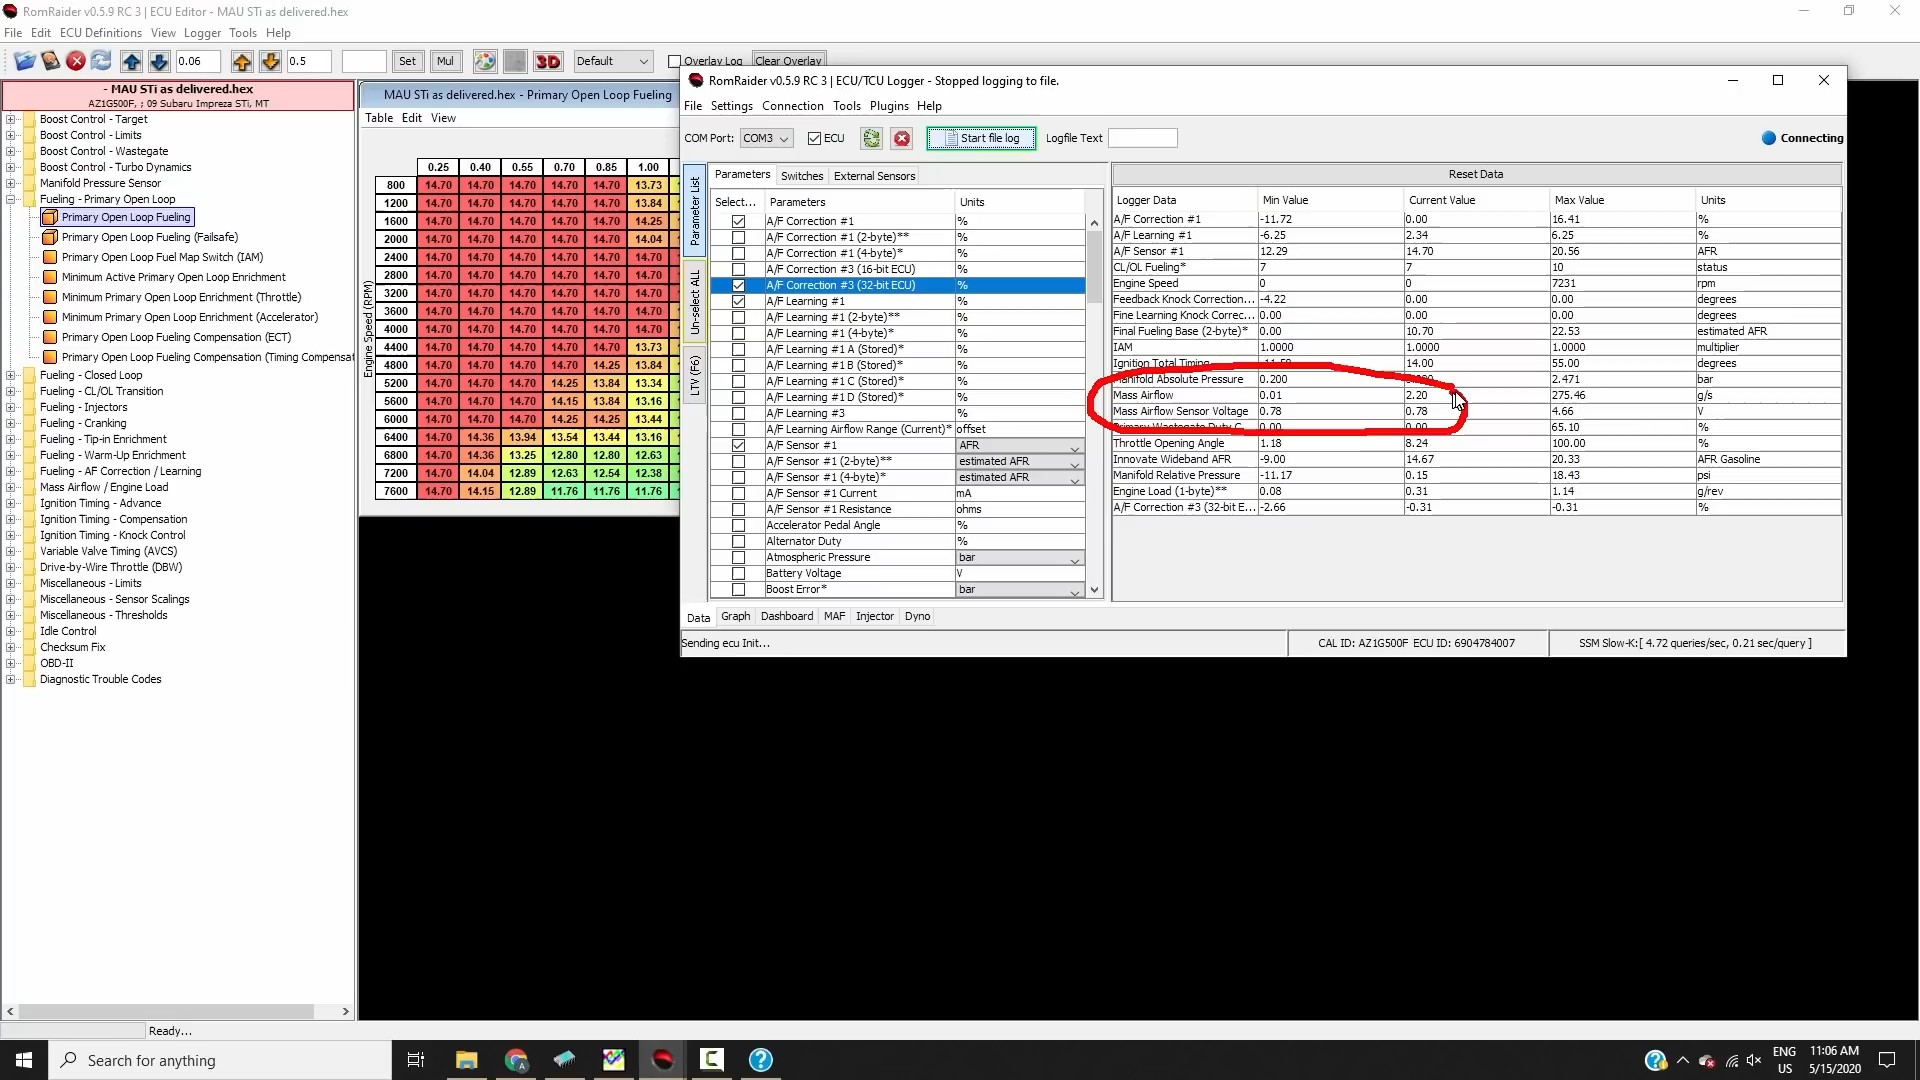 RomRaider v0.5.9 RC 3 | ECU Editor - MAU STi as delivered.hex
File Edit ECU Definitions View Logger Tools Help
0.06 0.5 Set Mul 3D Default Overlay Log Clear Overlay
- MAU STi as delivered.hex
AZ1G500F, ; 09 Subaru Impreza STi, MT
Boost Control - Target
Boost Control - Limits
Boost Control - Wastegate
Boost Control - Turbo Dynamics
Manifold Pressure Sensor
Fueling - Primary Open Loop
Primary Open Loop Fueling
Primary Open Loop Fueling (Failsafe)
Primary Open Loop Fuel Map Switch (IAM)
Minimum Active Primary Open Loop Enrichment
Minimum Primary Open Loop Enrichment (Throttle)
Minimum Primary Open Loop Enrichment (Accelerator)
Primary Open Loop Fueling Compensation (ECT)
Primary Open Loop Fueling Compensation (Timing Compensat
Fueling - Closed Loop
Fueling - CL/OL Transition
Fueling - Injectors
Fueling - Cranking
Fueling - Tip-in Enrichment
Fueling - Warm-Up Enrichment
Fueling - AF Correction / Learning
Mass Airflow / Engine Load
Ignition Timing - Advance
Ignition Timing - Compensation
Ignition Timing - Knock Control
Variable Valve Timing (AVCS)
Drive-by-Wire Throttle (DBW)
Miscellaneous - Limits
Miscellaneous - Sensor Scalings
Miscellaneous - Thresholds
Idle Control
Checksum Fix
OBD-II
Diagnostic Trouble Codes
Ready...
MAU STi as delivered.hex - Primary Open Loop Fueling
Table Edit View
Engine Speed (RPM)
0.25 0.40 0.55 0.70 0.85 1.00
800 14.70 14.70 14.70 14.70 14.70 13.73
1200 14.70 14.70 14.70 14.70 14.70 13.84
1600 14.70 14.70 14.70 14.70 14.70 14.25
2000 14.70 14.70 14.70 14.70 14.70 14.04
2400 14.70 14.70 14.70 14.70 14.70 14.70
2800 14.70 14.70 14.70 14.70 14.70 14.70
3200 14.70 14.70 14.70 14.70 14.70 14.70
3600 14.70 14.70 14.70 14.70 14.70 14.70
4000 14.70 14.70 14.70 14.70 14.70 14.70
4400 14.70 14.70 14.70 14.70 14.70 13.73
4800 14.70 14.70 14.70 14.70 14.25 13.84
5200 14.70 14.70 14.70 14.25 13.84 13.34
5600 14.70 14.70 14.70 14.15 13.84 13.16
6000 14.70 14.70 14.70 14.25 14.25 13.44
6400 14.70 14.36 13.94 13.54 13.44 13.16
6800 14.70 14.36 13.25 12.80 12.80 12.63
7200 14.70 14.04 12.89 12.63 12.54 12.38
7600 14.70 14.15 12.89 11.76 11.76 11.76
RomRaider v0.5.9 RC 3 | ECU/TCU Logger - Stopped logging to file.
File Settings Connection Tools Plugins Help
COM Port: COM3 ECU Start file log Logfile Text Connecting
Parameter List
Un-select ALL
LTV (F6)
Parameters Switches External Sensors
Select... Parameters Units
A/F Correction #1 %
A/F Correction #1 (2-byte)** %
A/F Correction #1 (4-byte)* %
A/F Correction #3 (16-bit ECU) %
A/F Correction #3 (32-bit ECU) %
A/F Learning #1 %
A/F Learning #1 (2-byte)** %
A/F Learning #1 (4-byte)* %
A/F Learning #1 A (Stored)* %
A/F Learning #1 B (Stored)* %
A/F Learning #1 C (Stored)* %
A/F Learning #1 D (Stored)* %
A/F Learning #3 %
A/F Learning Airflow Range (Current)* offset
A/F Sensor #1 AFR
A/F Sensor #1 (2-byte)** estimated AFR
A/F Sensor #1 (4-byte)* estimated AFR
A/F Sensor #1 Current mA
A/F Sensor #1 Resistance ohms
Accelerator Pedal Angle %
Alternator Duty %
Atmospheric Pressure bar
Battery Voltage V
Boost Error* bar
Reset Data
Logger Data Min Value Current Value Max Value Units
A/F Correction #1 -11.72 0.00 16.41 %
A/F Learning #1 -6.25 2.34 6.25 %
A/F Sensor #1 12.29 14.70 20.56 AFR
CL/OL Fueling* 7 7 10 status
Engine Speed 0 0 7231 rpm
Feedback Knock Correction... -4.22 0.00 0.00 degrees
Fine Learning Knock Correc... 0.00 0.00 0.00 degrees
Final Fueling Base (2-byte)* 0.00 10.70 22.53 estimated AFR
IAM 1.0000 1.0000 1.0000 multiplier
Ignition Total Timing 14.00 55.00 degrees
Manifold Absolute Pressure 0.200 2.471 bar
Mass Airflow 0.01 2.20 275.46 g/s
Mass Airflow Sensor Voltage 0.78 0.78 4.66 V
Primary Wastegate Duty C... 0.00 0.00 65.10 %
Throttle Opening Angle 1.18 8.24 100.00 %
Innovate Wideband AFR -9.00 14.67 20.33 AFR Gasoline
Manifold Relative Pressure -11.17 0.15 18.43 psi
Engine Load (1-byte)** 0.08 0.31 1.14 g/rev
A/F Correction #3 (32-bit E... -2.66 -0.31 -0.31 %
Data Graph Dashboard MAF Injector Dyno
Sending ecu Init... CAL ID: AZ1G500F ECU ID: 6904784007 SSM Slow-K:[ 4.72 queries/sec, 0.21 sec/query ]
Search for anything
ENG
US
11:06 AM
5/15/2020